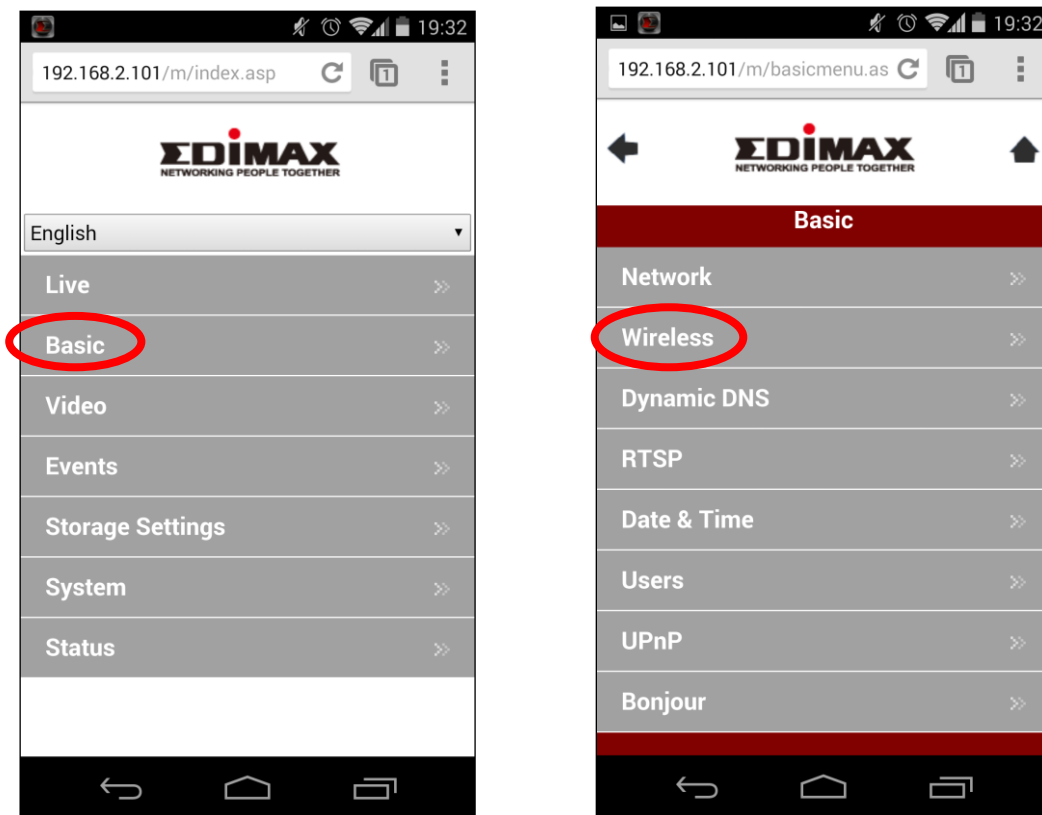 19:32
192.168.2.101/m/index.asp
1
EDIMAX
NETWORKING PEOPLE TOGETHER
English
Live
Basic
Video
Events
Storage Settings
System
Status
19:32
192.168.2.101/m/basicmenu.as
1
EDIMAX
NETWORKING PEOPLE TOGETHER
Basic
Network
Wireless
Dynamic DNS
RTSP
Date & Time
Users
UPnP
Bonjour